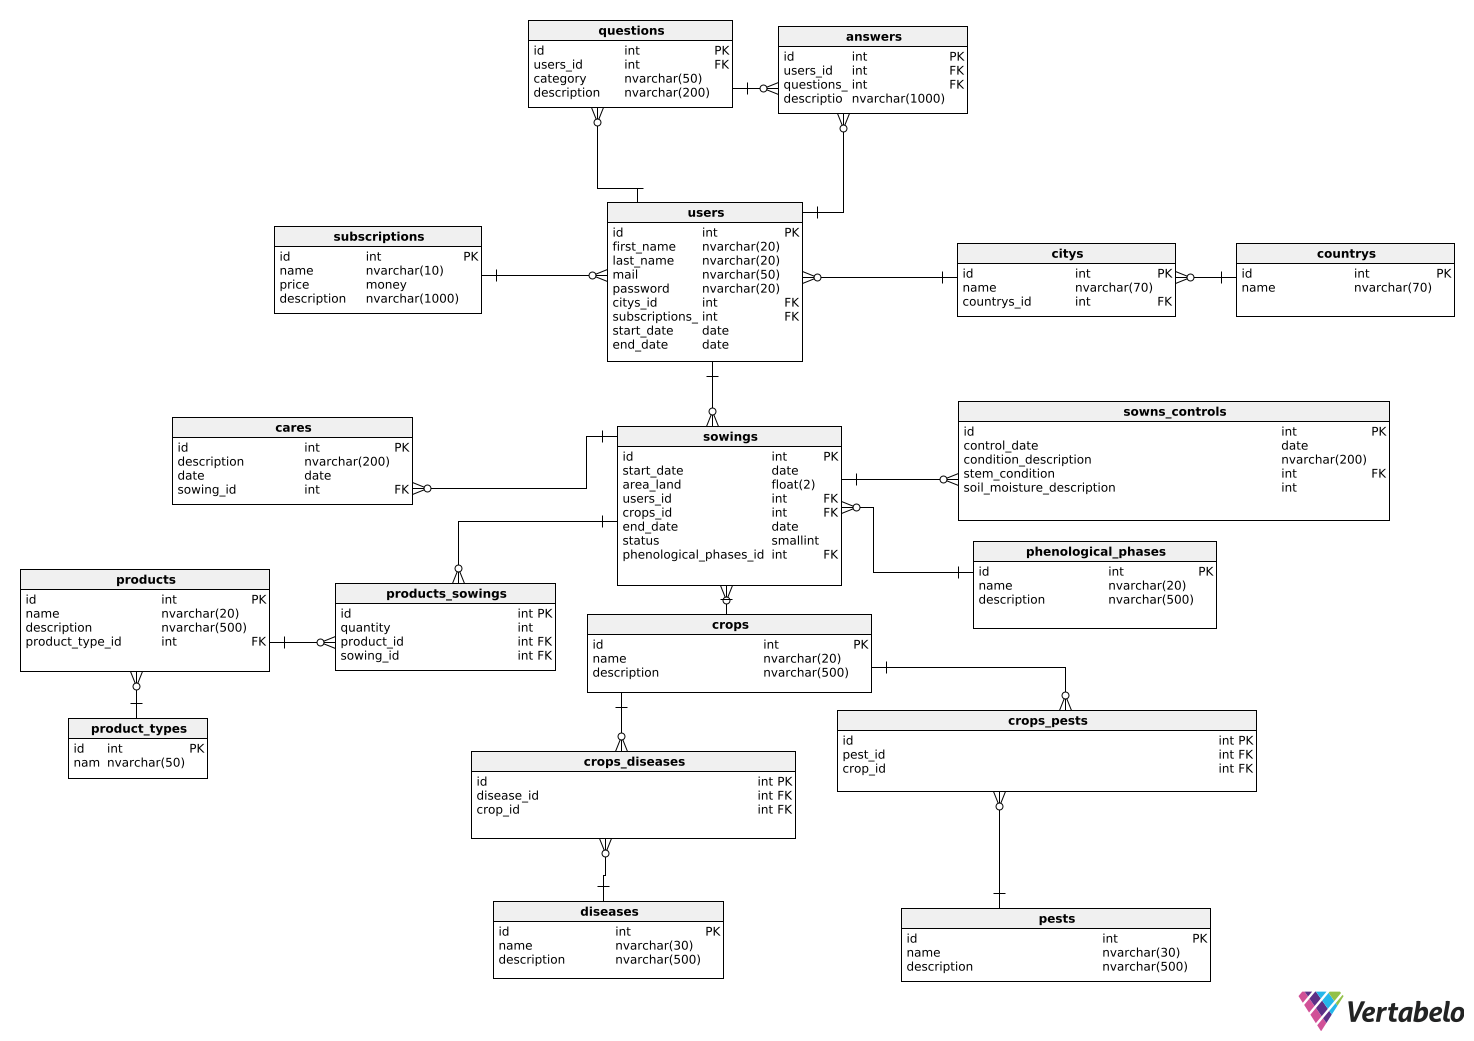 questions
id int PK
users_id int FK
category nvarchar(50)
description nvarchar(200)
answers
id int PK
users_id int FK
questions_ int FK
descriptio nvarchar(1000)
users
id int PK
first_name nvarchar(20)
last_name nvarchar(20)
mail nvarchar(50)
password nvarchar(20)
citys_id int FK
subscriptions_ int FK
start_date date
end_date date
subscriptions
id int PK
name nvarchar(10)
price money
description nvarchar(1000)
citys
id int PK
name nvarchar(70)
countrys_id int FK
countrys
id int PK
name nvarchar(70)
cares
id int PK
description nvarchar(200)
date date
sowing_id int FK
sowings
id int PK
start_date date
area_land float(2)
users_id int FK
crops_id int FK
end_date date
status smallint
phenological_phases_id int FK
sowns_controls
id int PK
control_date date
condition_description nvarchar(200)
stem_condition int FK
soil_moisture_description int
phenological_phases
id int PK
name nvarchar(20)
description nvarchar(500)
products
id int PK
name nvarchar(20)
description nvarchar(500)
product_type_id int FK
products_sowings
id int PK
quantity int
product_id int FK
sowing_id int FK
crops
id int PK
name nvarchar(20)
description nvarchar(500)
product_types
id int PK
nam nvarchar(50)
crops_diseases
id int PK
disease_id int FK
crop_id int FK
crops_pests
id int PK
pest_id int FK
crop_id int FK
diseases
id int PK
name nvarchar(30)
description nvarchar(500)
pests
id int PK
name nvarchar(30)
description nvarchar(500)
Vertabelo